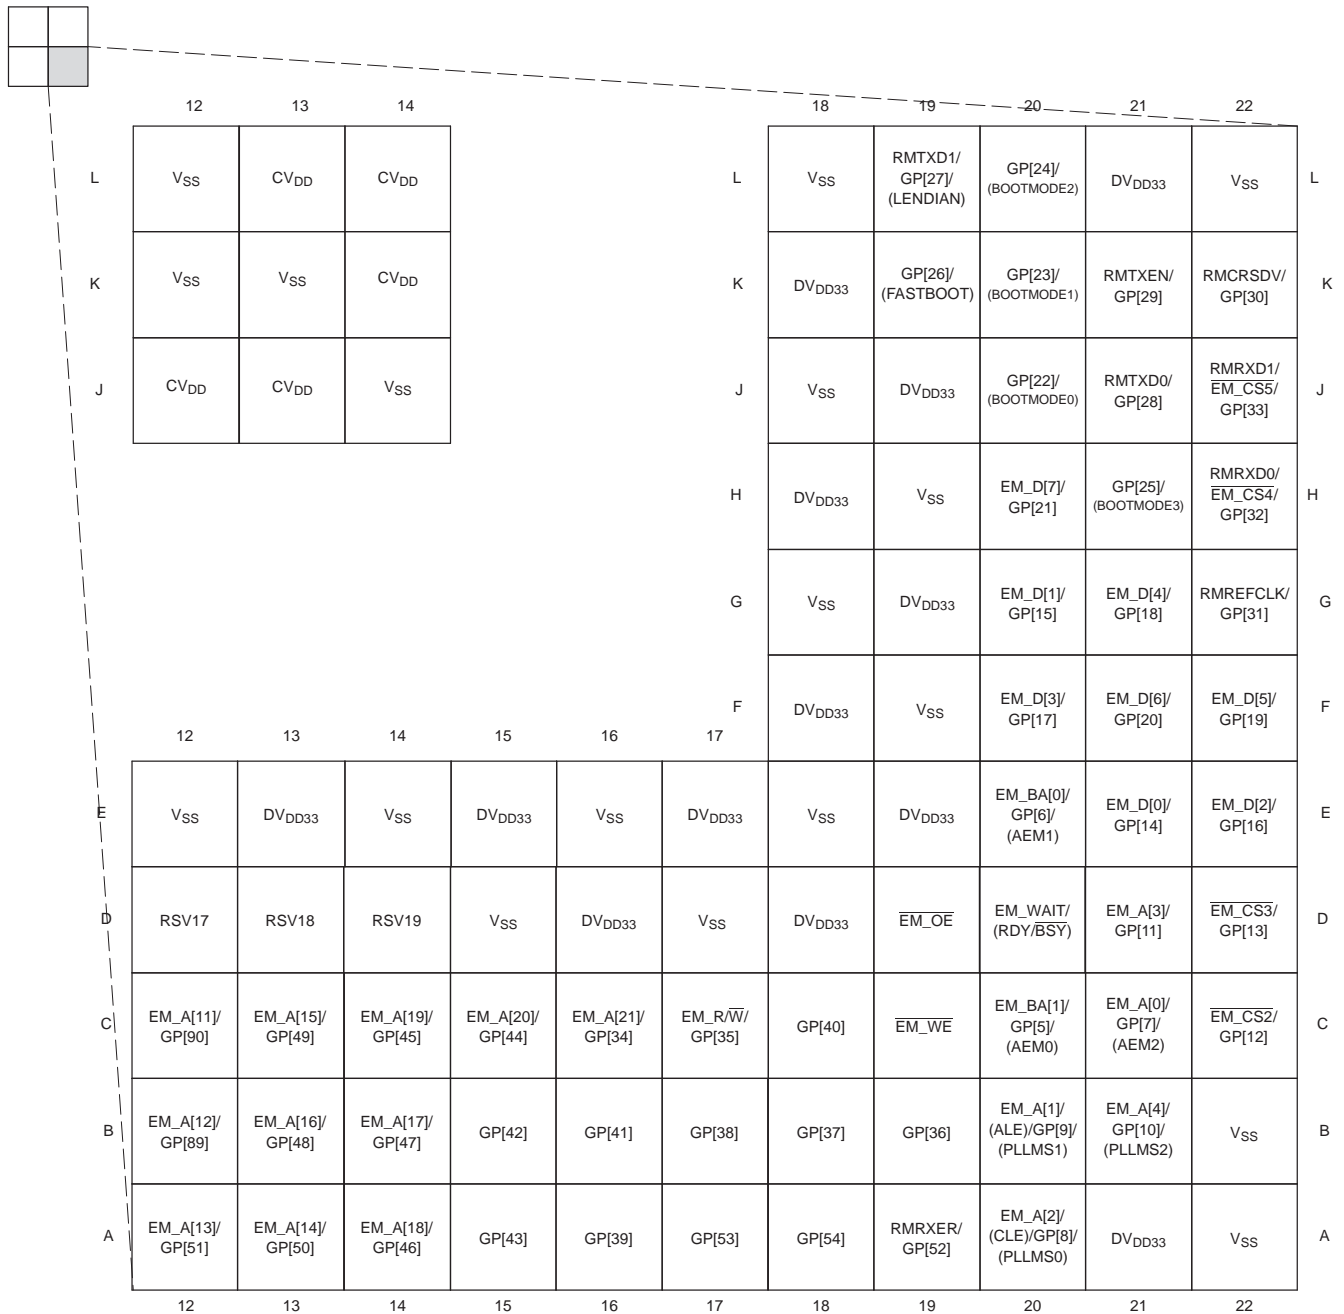 12 13 14 18 19 20 21 22
L VSS CVDD CVDD L VSS RMTXD1/ GP[27]/ (LENDIAN) GP[24]/ (BOOTMODE2) DVDD33 VSS L
K VSS VSS CVDD K DVDD33 GP[26]/ (FASTBOOT) GP[23]/ (BOOTMODE1) RMTXEN/ GP[29] RMCRSDV/ GP[30] K
J CVDD CVDD VSS J VSS DVDD33 GP[22]/ (BOOTMODE0) RMTXD0/ GP[28] RMRXD1/ EM_CS5/ GP[33] J
H DVDD33 VSS EM_D[7]/ GP[21] GP[25]/ (BOOTMODE3) RMRXD0/ EM_CS4/ GP[32] H
G VSS DVDD33 EM_D[1]/ GP[15] EM_D[4]/ GP[18] RMREFCLK/ GP[31] G
F DVDD33 VSS EM_D[3]/ GP[17] EM_D[6]/ GP[20] EM_D[5]/ GP[19] F
12 13 14 15 16 17
E VSS DVDD33 VSS DVDD33 VSS DVDD33 VSS DVDD33 EM_BA[0]/ GP[6]/ (AEM1) EM_D[0]/ GP[14] EM_D[2]/ GP[16] E
D RSV17 RSV18 RSV19 VSS DVDD33 VSS DVDD33 EM_OE EM_WAIT/ (RDY/BSY) EM_A[3]/ GP[11] EM_CS3/ GP[13] D
C EM_A[11]/ GP[90] EM_A[15]/ GP[49] EM_A[19]/ GP[45] EM_A[20]/ GP[44] EM_A[21]/ GP[34] EM_R/W/ GP[35] GP[40] EM_WE EM_BA[1]/ GP[5]/ (AEM0) EM_A[0]/ GP[7]/ (AEM2) EM_CS2/ GP[12] C
B EM_A[12]/ GP[89] EM_A[16]/ GP[48] EM_A[17]/ GP[47] GP[42] GP[41] GP[38] GP[37] GP[36] EM_A[1]/ (ALE)/GP[9]/ (PLLMS1) EM_A[4]/ GP[10]/ (PLLMS2) VSS B
A EM_A[13]/ GP[51] EM_A[14]/ GP[50] EM_A[18]/ GP[46] GP[43] GP[39] GP[53] GP[54] RMRXER/ GP[52] EM_A[2]/ (CLE)/GP[8]/ (PLLMS0) DVDD33 VSS A
12 13 14 15 16 17 18 19 20 21 22